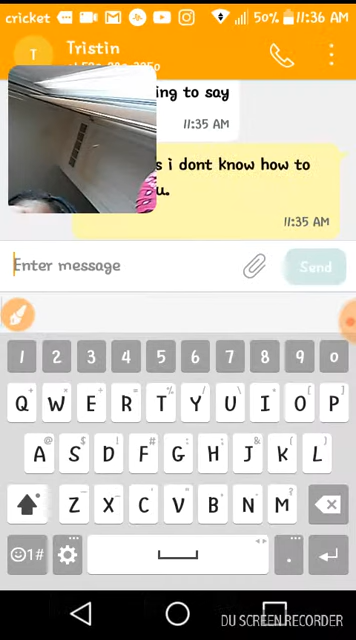 cricket 50% 11:36 AM
T Tristin
ing to say
11:35 AM
s i dont know how to
u.
11:35 AM
Enter message Send
1 2 3 4 5 6 7 8 9 0
Q W E R T Y U I O P
A S D F G H J K L
Z X C V B N M
1#
DU SCREEN RECORDER